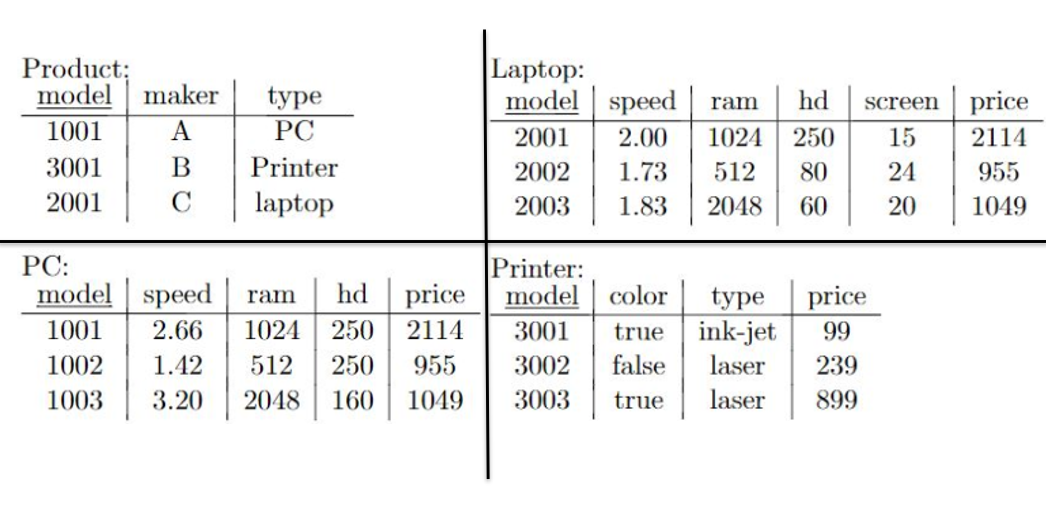 Product:
model maker type
1001 A PC
3001 B Printer
2001 C laptop
Laptop:
model speed ram hd screen price
2001 2.00 1024 250 15 2114
2002 1.73 512 80 24 955
2003 1.83 2048 60 20 1049
PC:
model speed ram hd price
1001 2.66 1024 250 2114
1002 1.42 512 250 955
1003 3.20 2048 160 1049
Printer:
model color type price
3001 true ink-jet 99
3002 false laser 239
3003 true laser 899